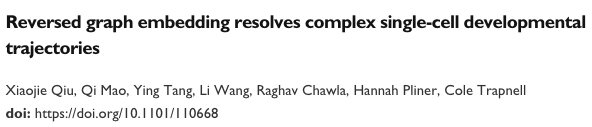 Reversed graph embedding resolves complex single-cell developmental
trajectories
Xiaojie Qiu, Qi Mao, Ying Tang, Li Wang, Raghav Chawla, Hannah Pliner, Cole Trapnell
doi: https://doi.org/10.1101/110668